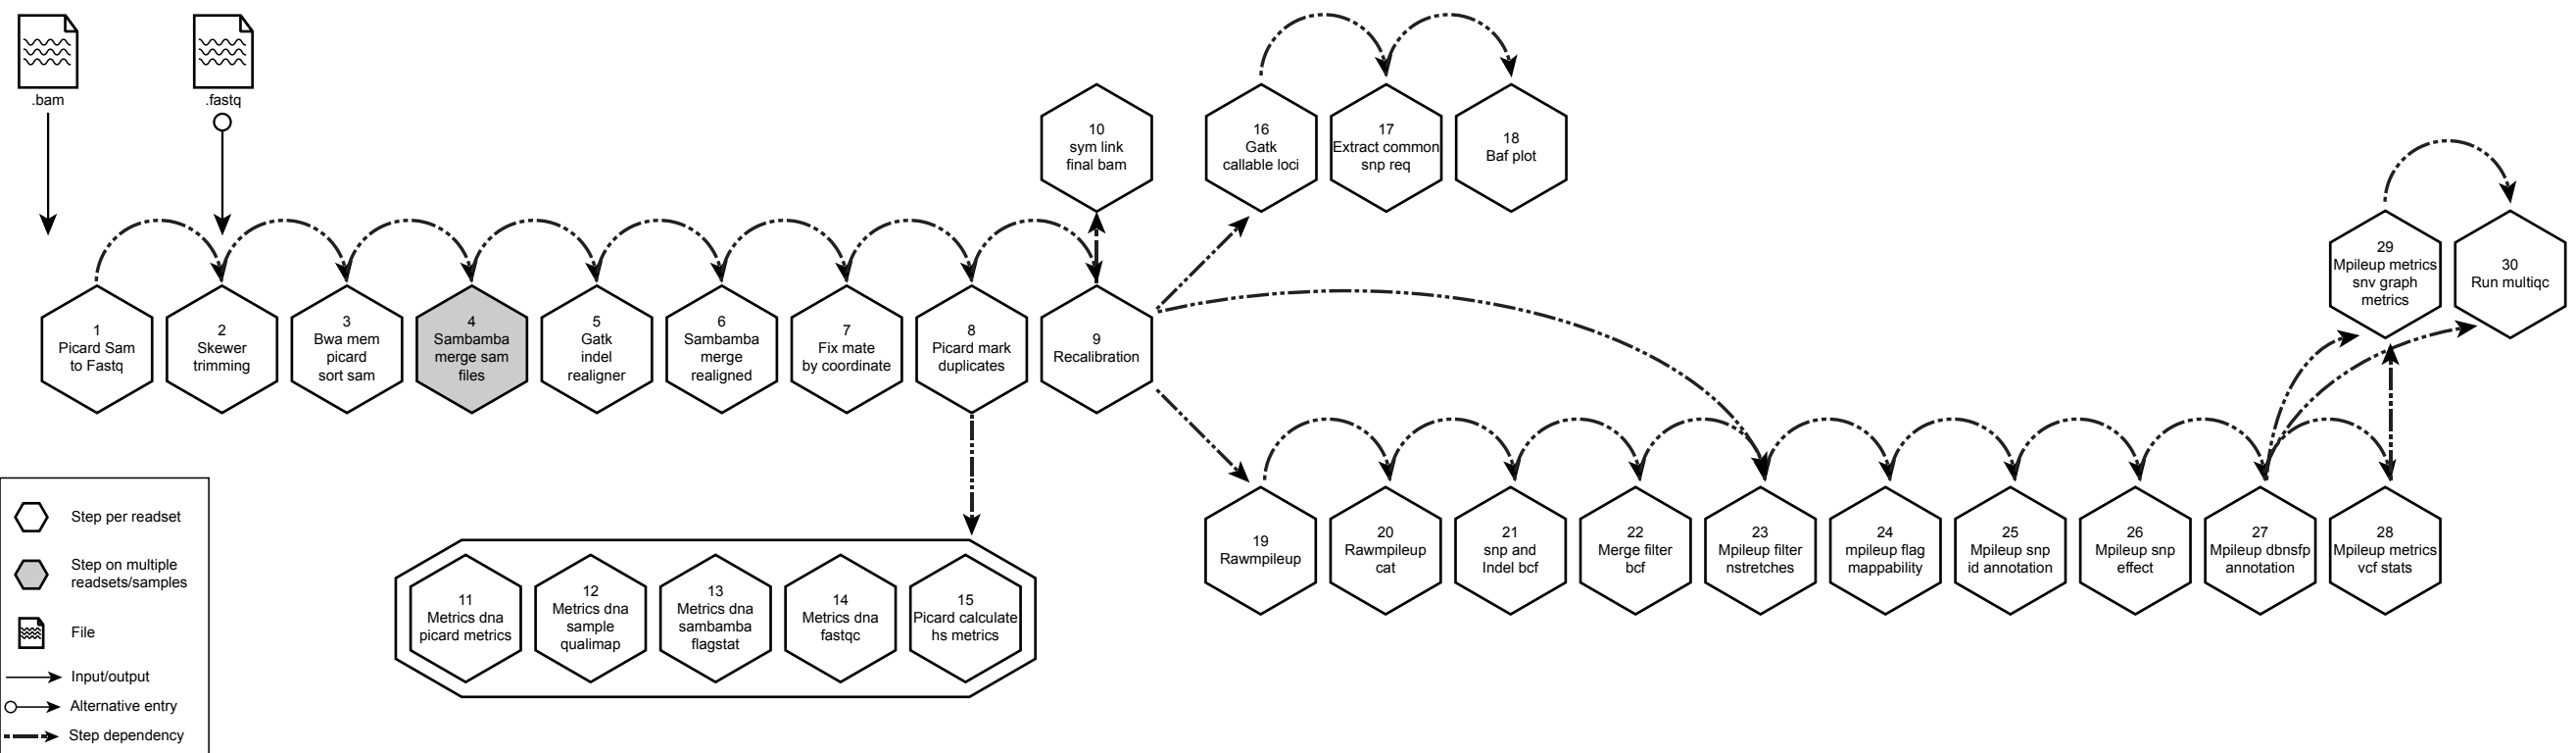 .bam
.fastq
10
sym link
final bam
16
Gatk
callable loci
17
Extract common
snp req
18
Baf plot
29
Mpileup metrics
snv graph
metrics
30
Run multiqc
1
Picard Sam
to Fastq
2
Skewer
trimming
3
Bwa mem
picard
sort sam
4
Sambamba
merge sam
files
5
Gatk
indel
realigner
6
Sambamba
merge
realigned
7
Fix mate
by coordinate
8
Picard mark
duplicates
9
Recalibration
19
Rawmpileup
20
Rawmpileup
cat
21
snp and
Indel bcf
22
Merge filter
bcf
23
Mpileup filter
nstretches
24
mpileup flag
mappability
25
Mpileup snp
id annotation
26
Mpileup snp
effect
27
Mpileup dbnsfp
annotation
28
Mpileup metrics
vcf stats
11
Metrics dna
picard metrics
12
Metrics dna
sample
qualimap
13
Metrics dna
sambamba
flagstat
14
Metrics dna
fastqc
15
Picard calculate
hs metrics
Step per readset
Step on multiple
readsets/samples
File
Input/output
Alternative entry
Step dependency